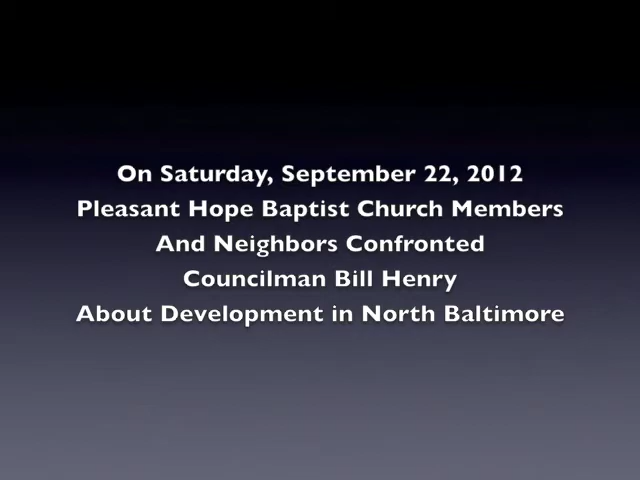 On Saturday, September 22, 2012
Pleasant Hope Baptist Church Members
And Neighbors Confronted
Councilman Bill Henry
About Development in North Baltimore